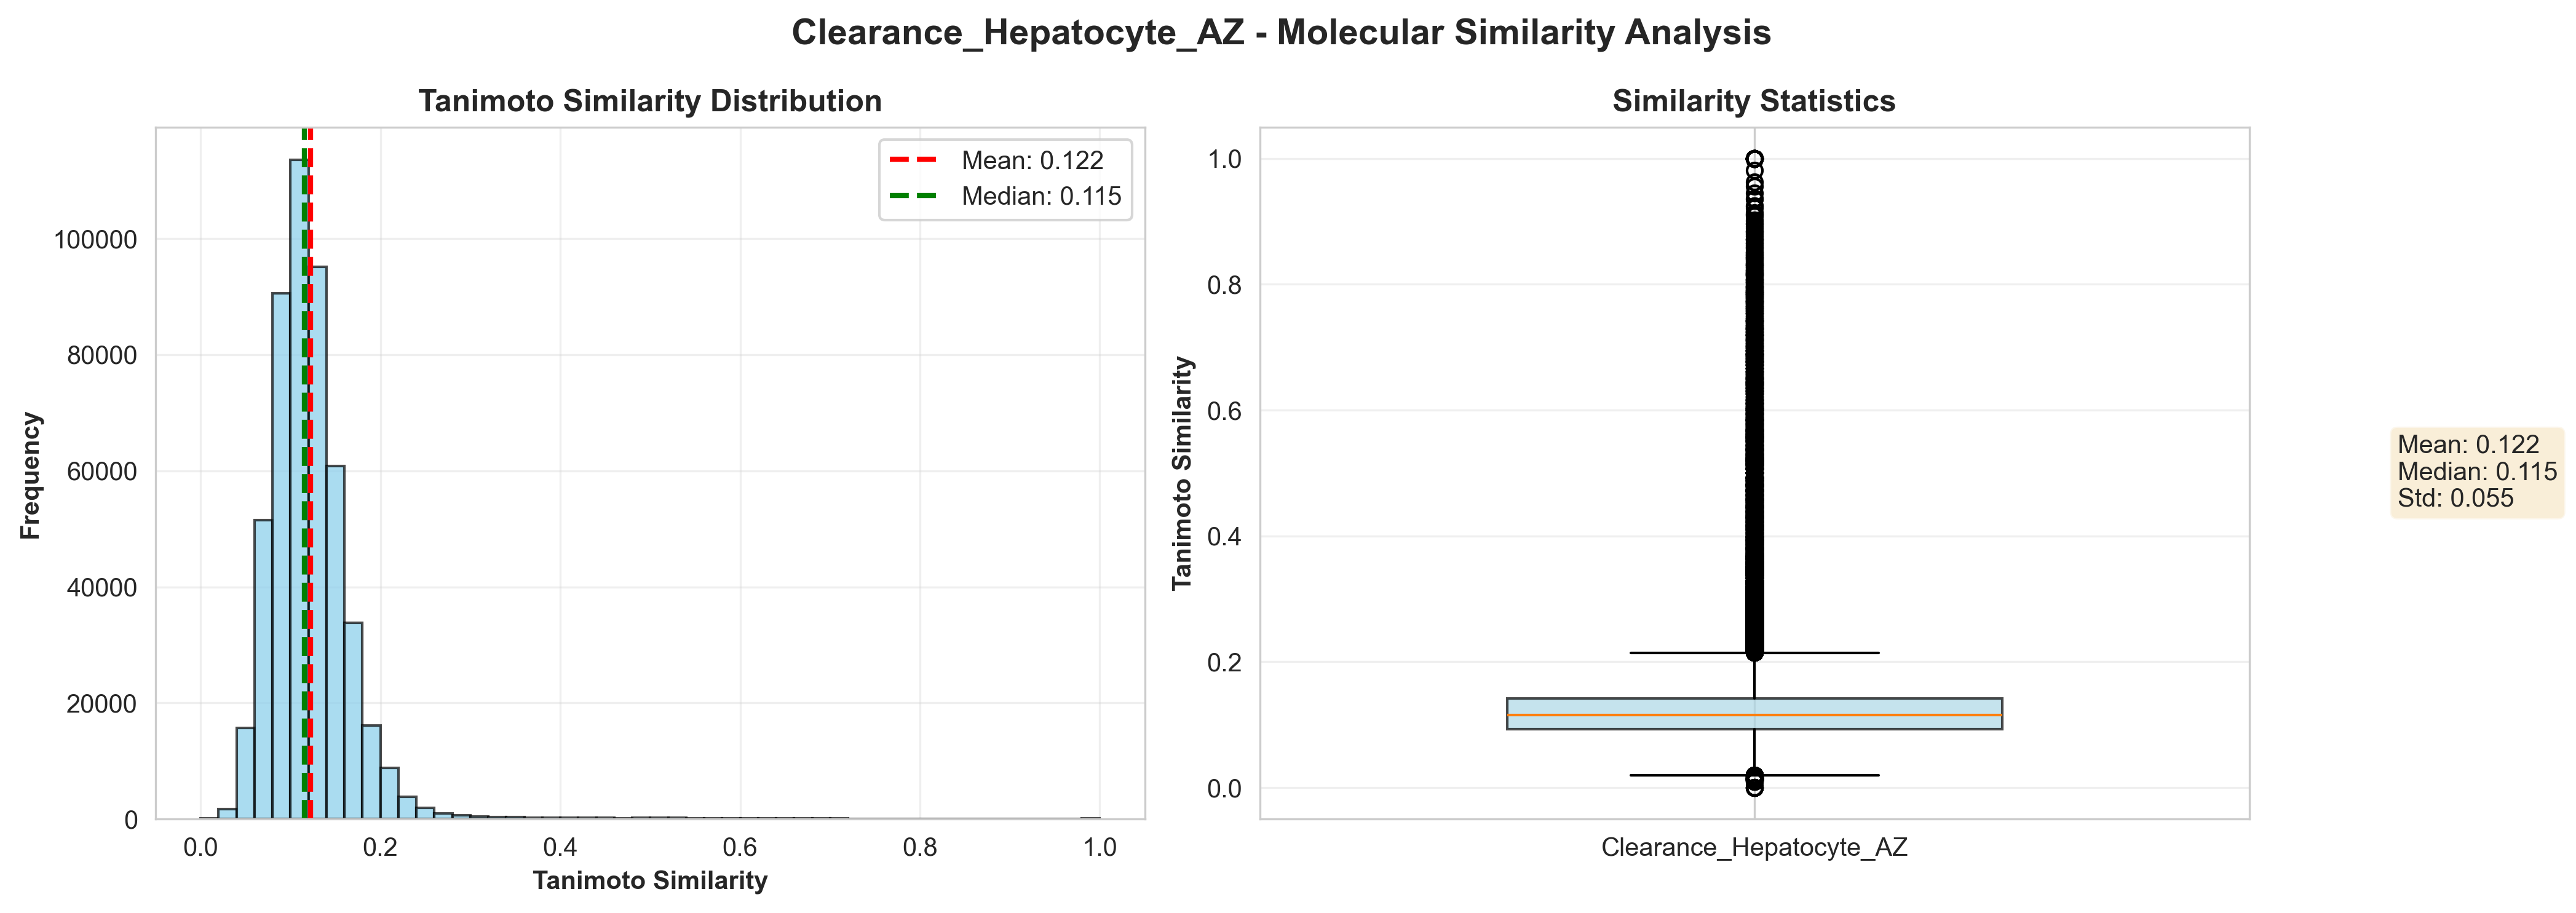 Clearance_Hepatocyte_AZ - Molecular Similarity Analysis
Tanimoto Similarity Distribution
Mean: 0.122
Median: 0.115
Frequency
100000
80000
60000
40000
20000
0
0.0 0.2 0.4 0.6 0.8 1.0
Tanimoto Similarity
Similarity Statistics
Tanimoto Similarity
1.0
0.8
0.6
0.4
0.2
0.0
Clearance_Hepatocyte_AZ
Mean: 0.122
Median: 0.115
Std: 0.055